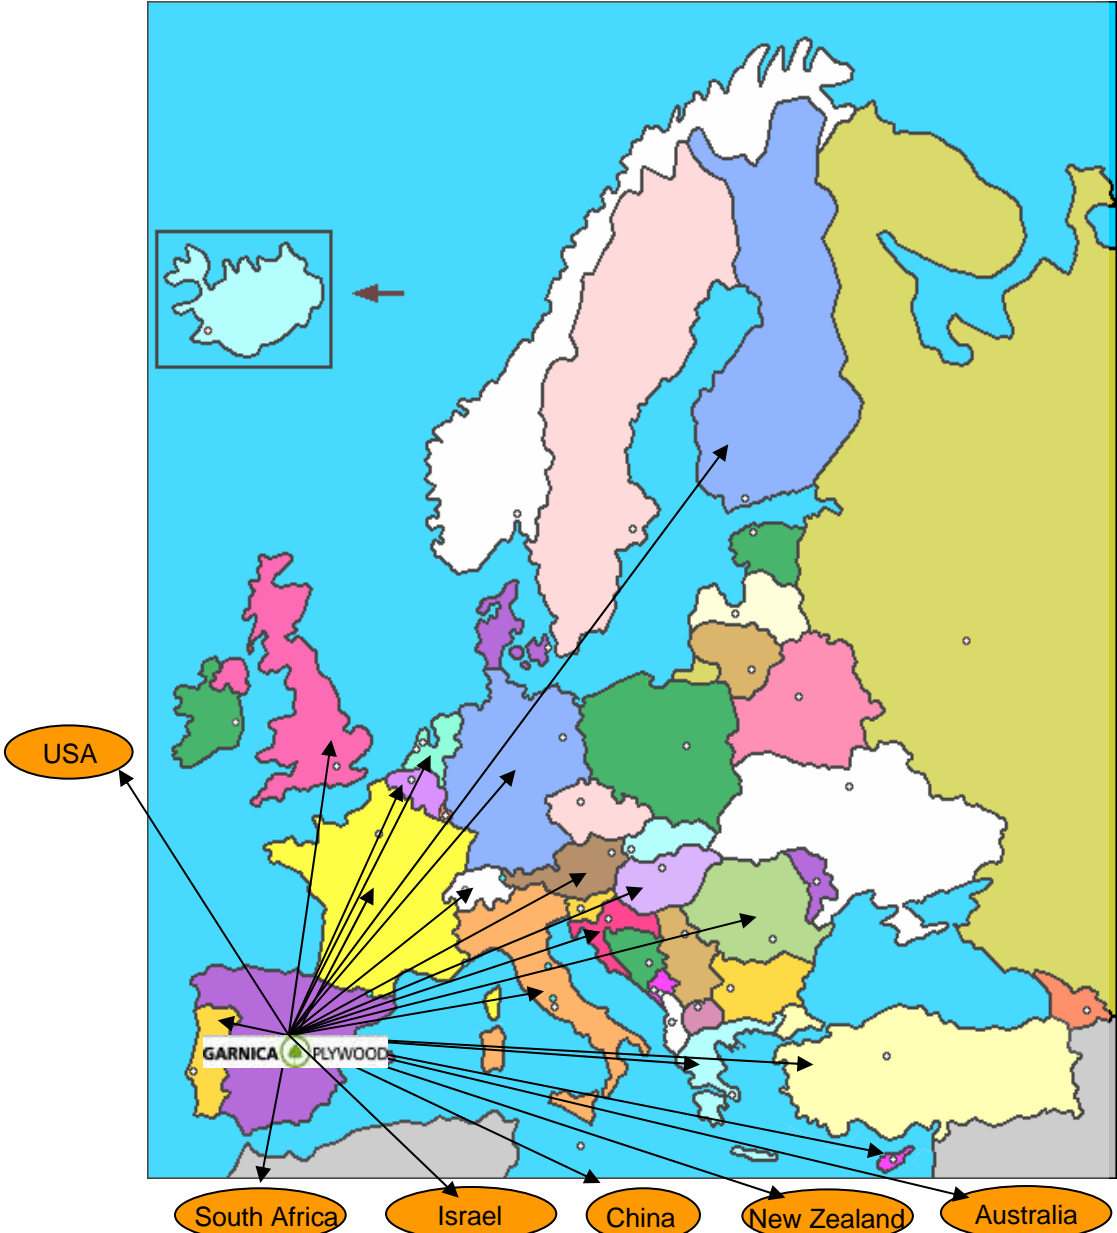 USA
GARNICA PLYWOOD
South Africa
Israel
China
New Zealand
Australia